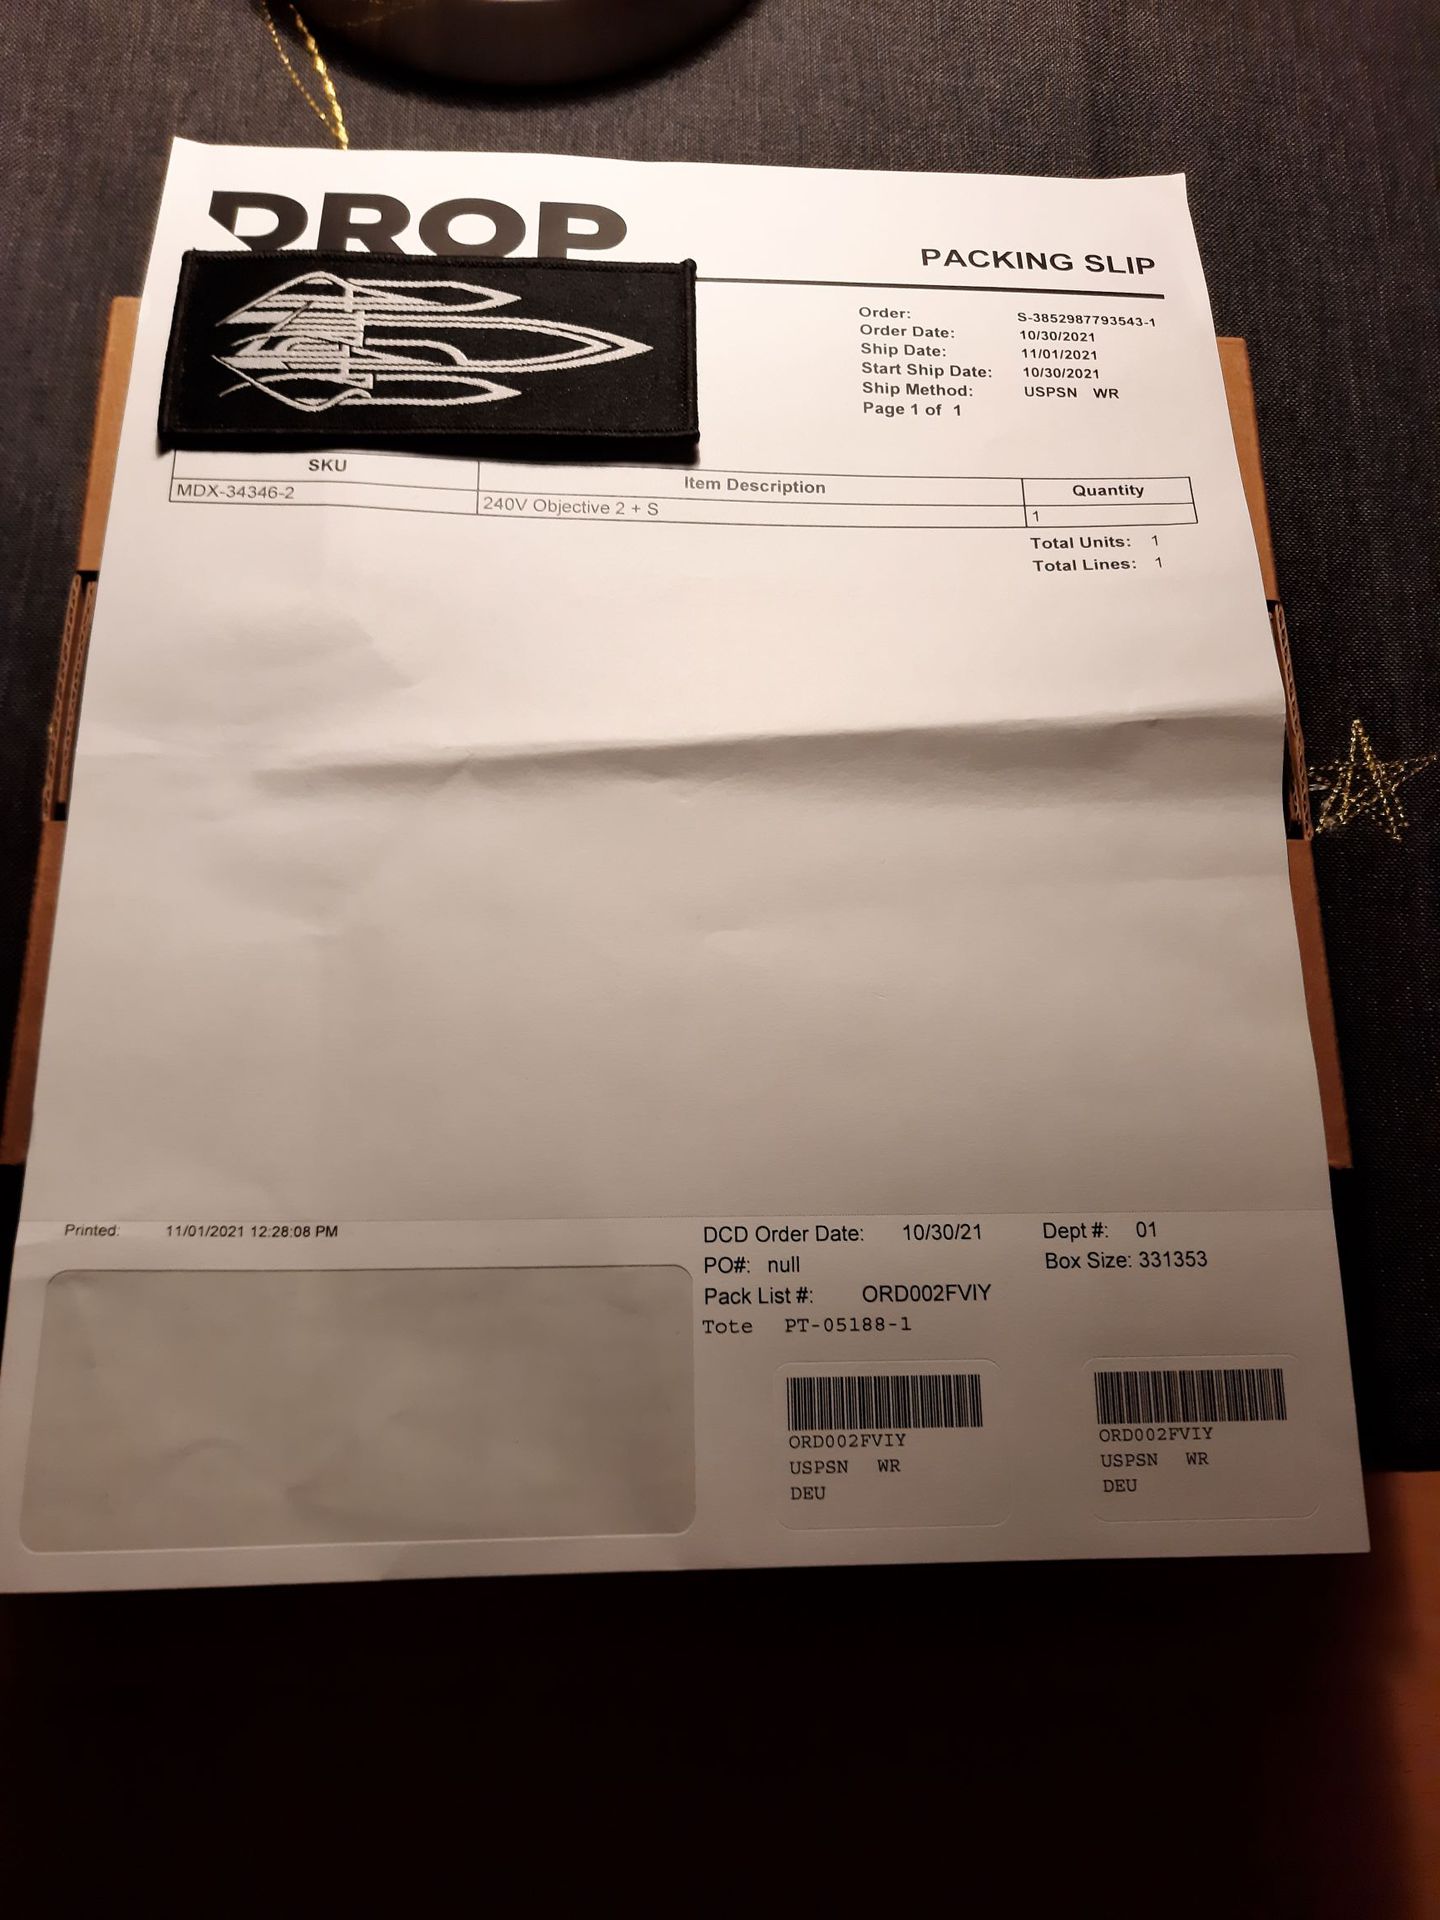 DROP
PACKING SLIP
Order: S-3852987793543-1
Order Date: 10/30/2021
Ship Date: 11/01/2021
Start Ship Date: 10/30/2021
Ship Method: USPSN WR
Page 1 of 1
SKU Item Description Quantity
MDX-34346-2 240V Objective 2 + S 1
Total Units: 1
Total Lines: 1
Printed: 11/01/2021 12:28:08 PM
DCD Order Date: 10/30/21 Dept #: 01
PO#: null Box Size: 331353
Pack List #: ORD002FVIY
Tote PT-05188-1
ORD002FVIY
USPSN WR
DEU
ORD002FVIY
USPSN WR
DEU